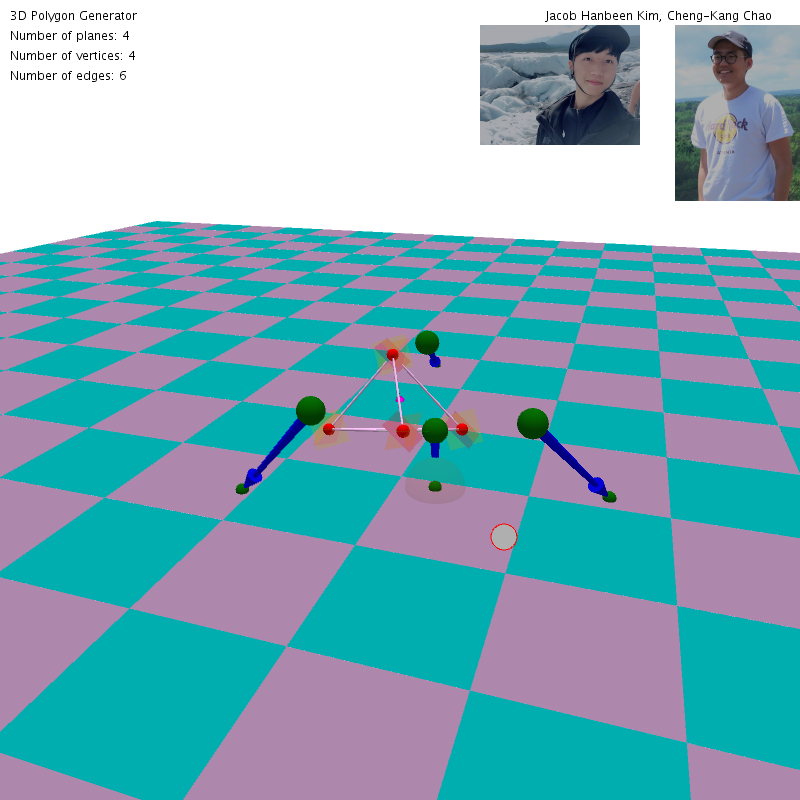 3D Polygon Generator
Jacob Hanbeen Kim, Cheng-Kang Chao
Number of planes: 4
Number of vertices: 4
Number of edges: 6